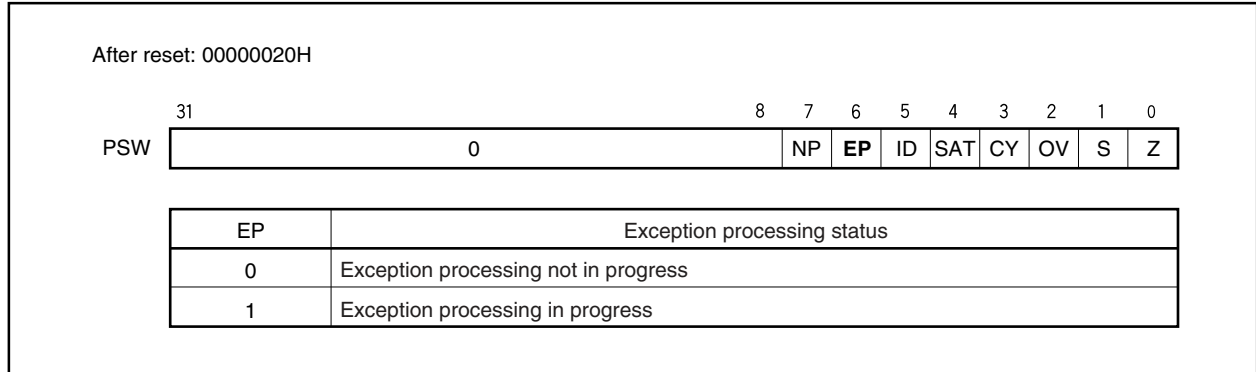 After reset: 00000020H
31 8 7 6 5 4 3 2 1 0
PSW 0 NP EP ID SAT CY OV S Z
EP Exception processing status
0 Exception processing not in progress
1 Exception processing in progress